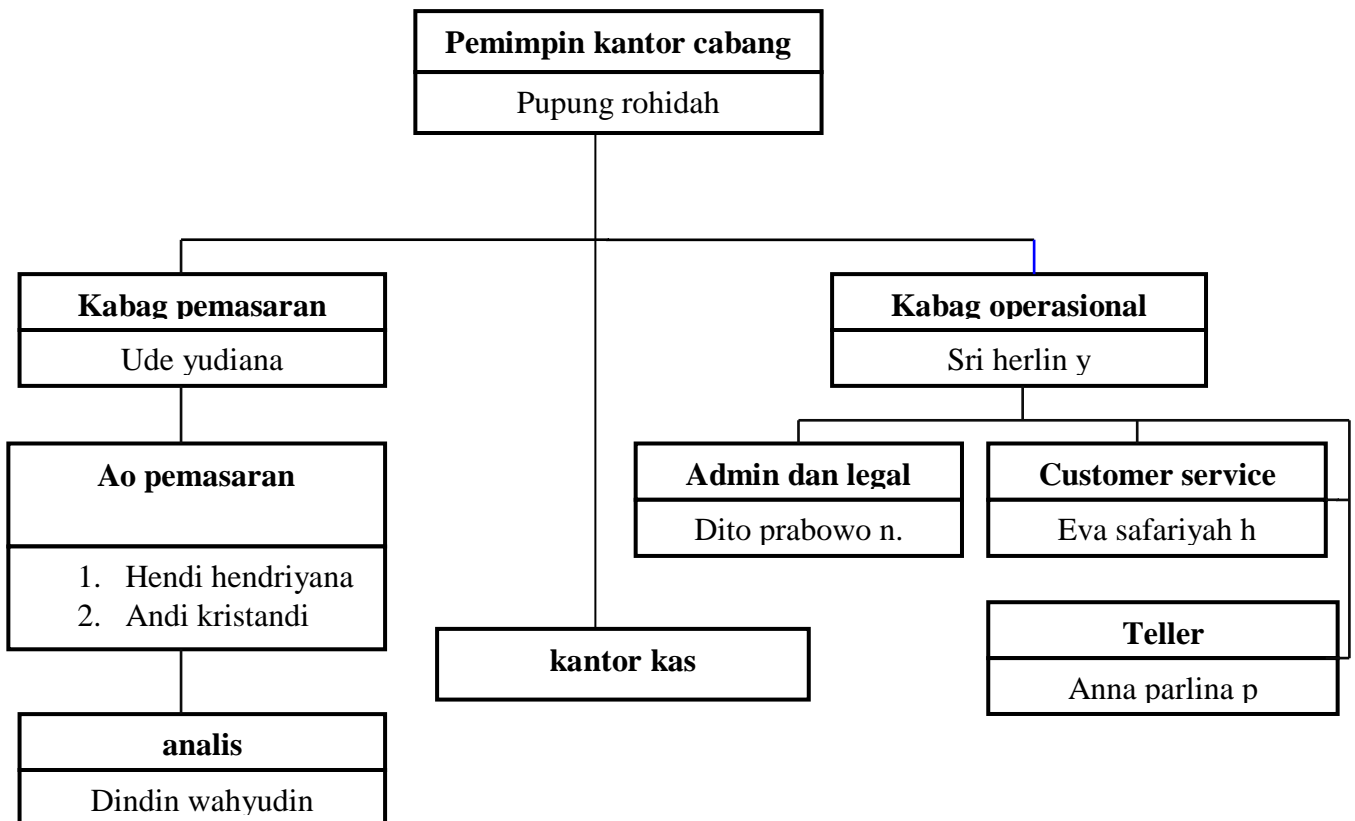 Pemimpin kantor cabang
Pupung rohidah
Kabag pemasaran
Ude yudiana
Kabag operasional
Sri herlin y
Ao pemasaran
1. Hendi hendriyana
2. Andi kristandi
Admin dan legal
Dito prabowo n.
Customer service
Eva safariyah h
kantor kas
Teller
Anna parlina p
analis
Dindin wahyudin